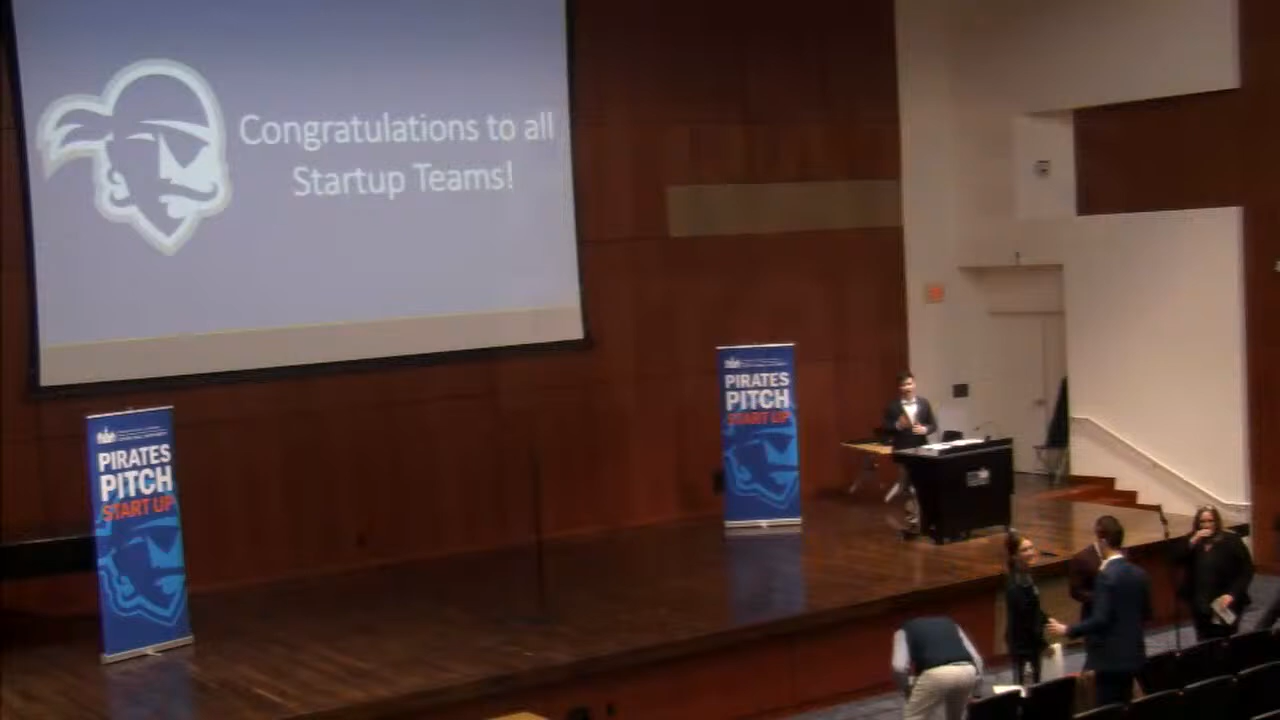 Congratulations to all
Startup Teams!
PIRATES
PITCH
START UP
PIRATES
PITCH
START UP